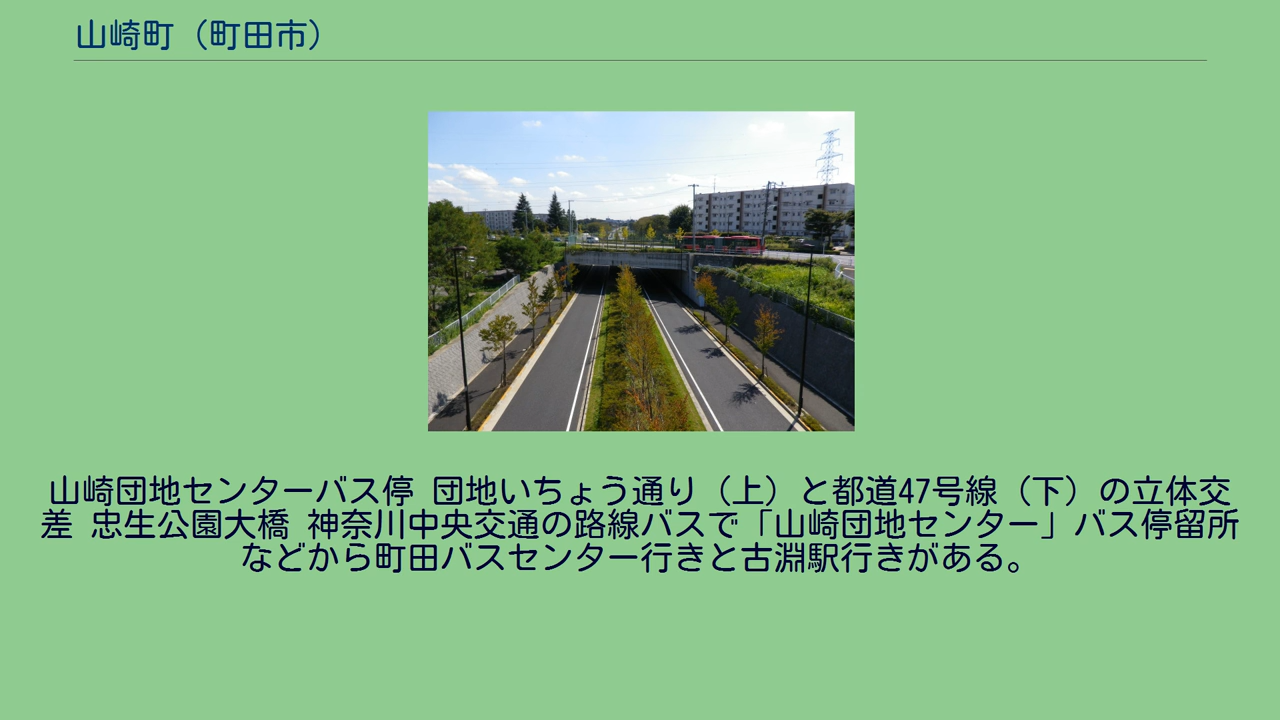 山崎町（町田市）
山崎団地センターバス停 団地いちょう通り（上）と都道47号線（下）の立体交
差 忠生公園大橋 神奈川中央交通の路線バスで「山崎団地センター」バス停留所
などから町田バスセンター行きと古淵駅行きがある。